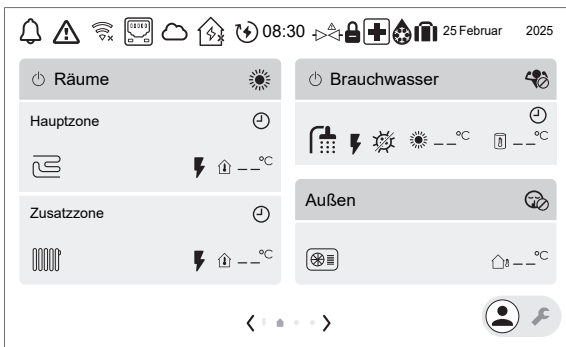 08:30
25 Februar 2025
Räume
Hauptzone
_ _°C
Zusatzzone
_ _°C
Brauchwasser
_ _°C _ _°C
Außen
_ _°C